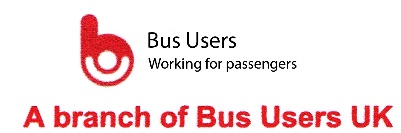 Bus Users
Working for passengers
A branch of Bus Users UK